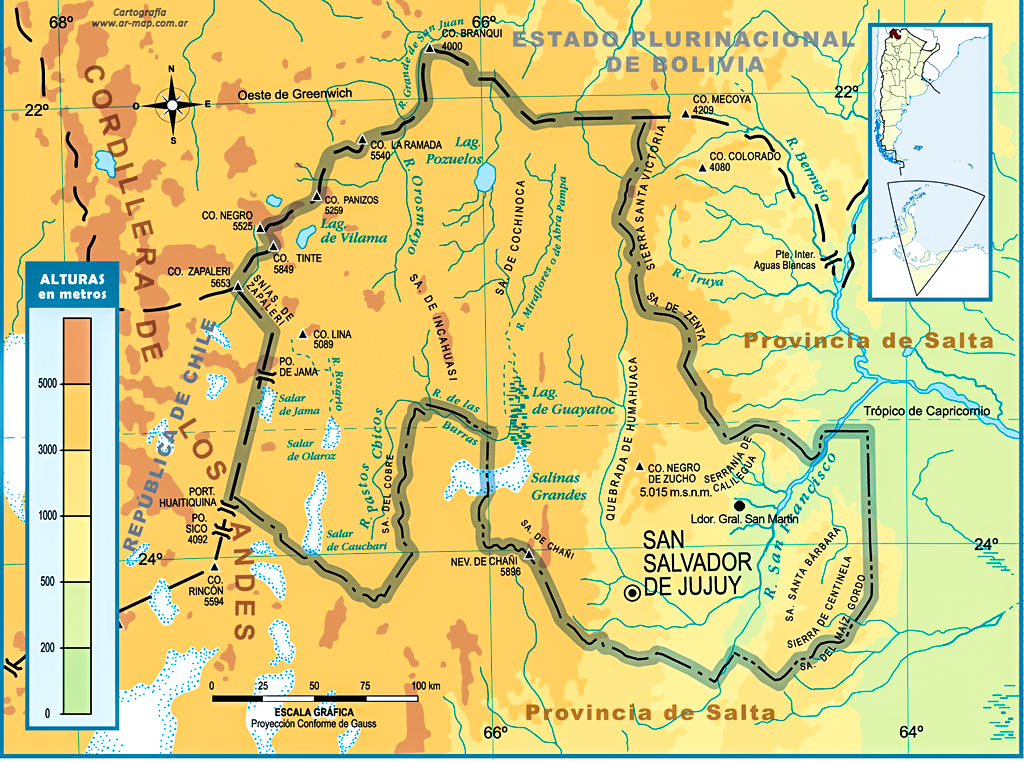 Cartografía
www.ar-map.com.ar
68°
66°
CO. BRANQUI
4000
ESTADO PLURINACIONAL
DE BOLIVIA
R. Grande de San Juan
N
O
E
S
Oeste de Greenwich
22°
22°
CO. MECOYA
4209
CO. LA RAMADA
5540
Lag.
Pozuelos
CO. COLORADO
4080
R. Bermejo
CORDILLERA DE
LOS
ANDES
R. Orosmayo
SIERRA SANTA VICTORIA
CO. PANIZOS
5259
SA. DE COCHINOCA
R. Miraflores o de Abra Pampa
CO. NEGRO
5525
Lag.
de Vilama
CO. TINTE
5849
Pte. Inter.
Aguas Blancas
CO. ZAPALERI
5653
SNÍAS. DE
ZAPALERI
SA. DE INCAHUASI
R. Iruya
SA. DE ZENTA
ALTURAS
en metros
5000
3000
1000
500
200
0
REPÚBLICA DE CHILE
CO. LINA
5089
Provincia de Salta
PO.
DE JAMA
R. Rosario
Salar
de Jama
R. de las
Burras
Lag.
de Guayatoc
QUEBRADA DE HUMAHUACA
Trópico de Capricornio
Salar
de Olaroz
R. Pastos Chicos
SA. DEL COBRE
Salinas
Grandes
CO. NEGRO
DE ZUCHO
5.015 m.s.n.m.
SERRANÍA DE
CALILEGUA
R. San Francisco
PORT.
HUAITIQUINA
PO.
SICO
4092
Ldor. Gral. San Martín
Salar
de Cauchari
SA. DE CHAÑI
NEV. DE CHAÑI
5896
SAN
SALVADOR
DE JUJUY
24°
24°
CO.
RINCÓN
5594
SA. SANTA BÁRBARA
SIERRA DE CENTINELA
SA. DEL MAÍZ GORDO
0
25
50
75
100 km
ESCALA GRÁFICA
Proyección Conforme de Gauss
Provincia de Salta
66°
64°